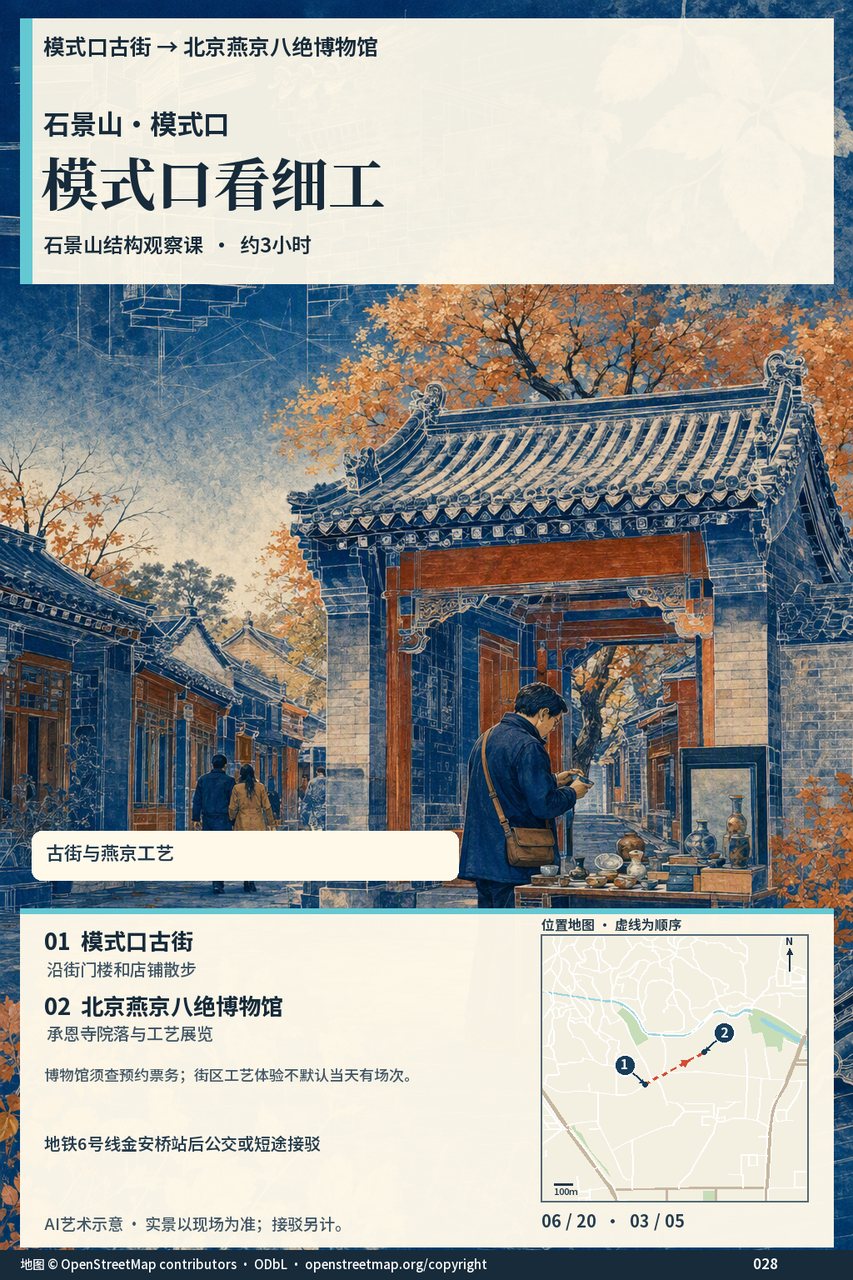 模式口古街 → 北京燕京八绝博物馆
石景山·模式口
模式口看细工
石景山结构观察课 · 约3小时
古街与燕京工艺
01 模式口古街
沿街门楼和店铺散步
02 北京燕京八绝博物馆
承恩寺院落与工艺展览
博物馆须查预约票务；街区工艺体验不默认当天有场次。
地铁6号线金安桥站后公交或短途接驳
AI艺术示意 · 实景以现场为准；接驳另计。
位置地图 · 虚线为顺序
N
1
2
100m
06 / 20 · 03 / 05
地图 © OpenStreetMap contributors · ODbL · openstreetmap.org/copyright
028